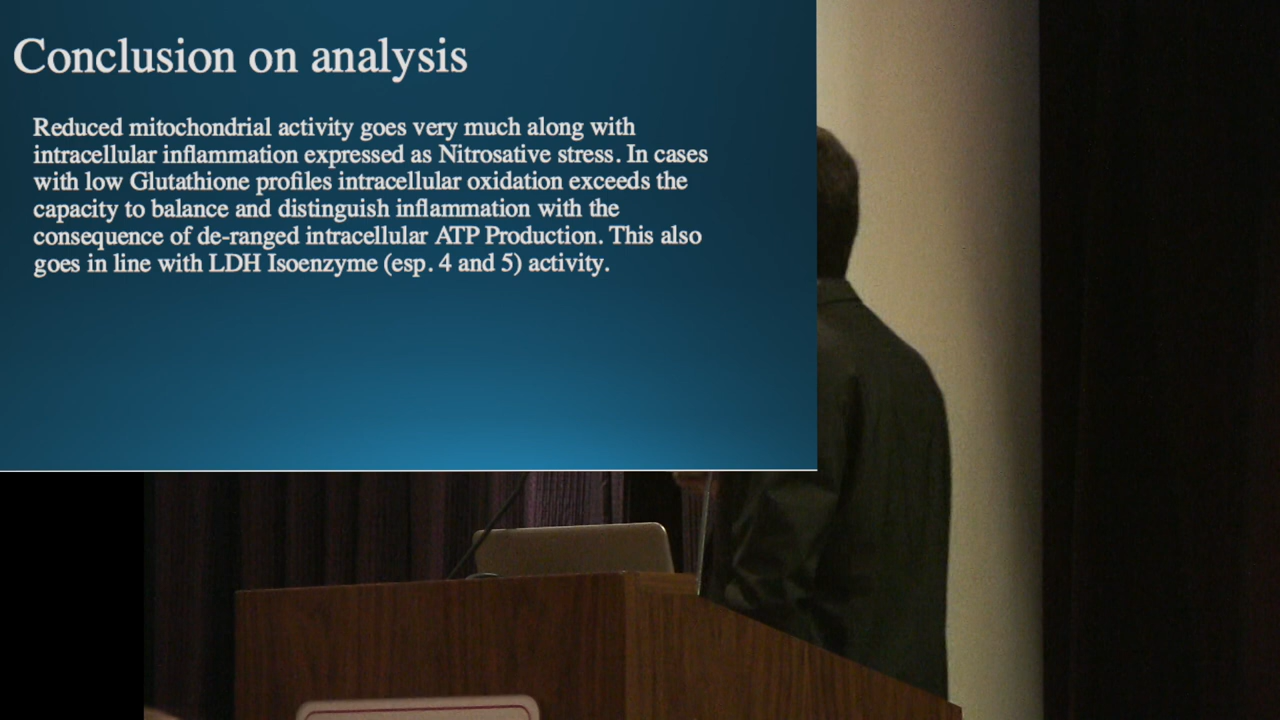 Conclusion on analysis
Reduced mitochondrial activity goes very much along with
intracellular inflammation expressed as Nitrosative stress. In cases
with low Glutathione profiles intracellular oxidation exceeds the
capacity to balance and distinguish inflammation with the
consequence of de-ranged intracellular ATP Production. This also
goes in line with LDH Isoenzyme (esp. 4 and 5) activity.